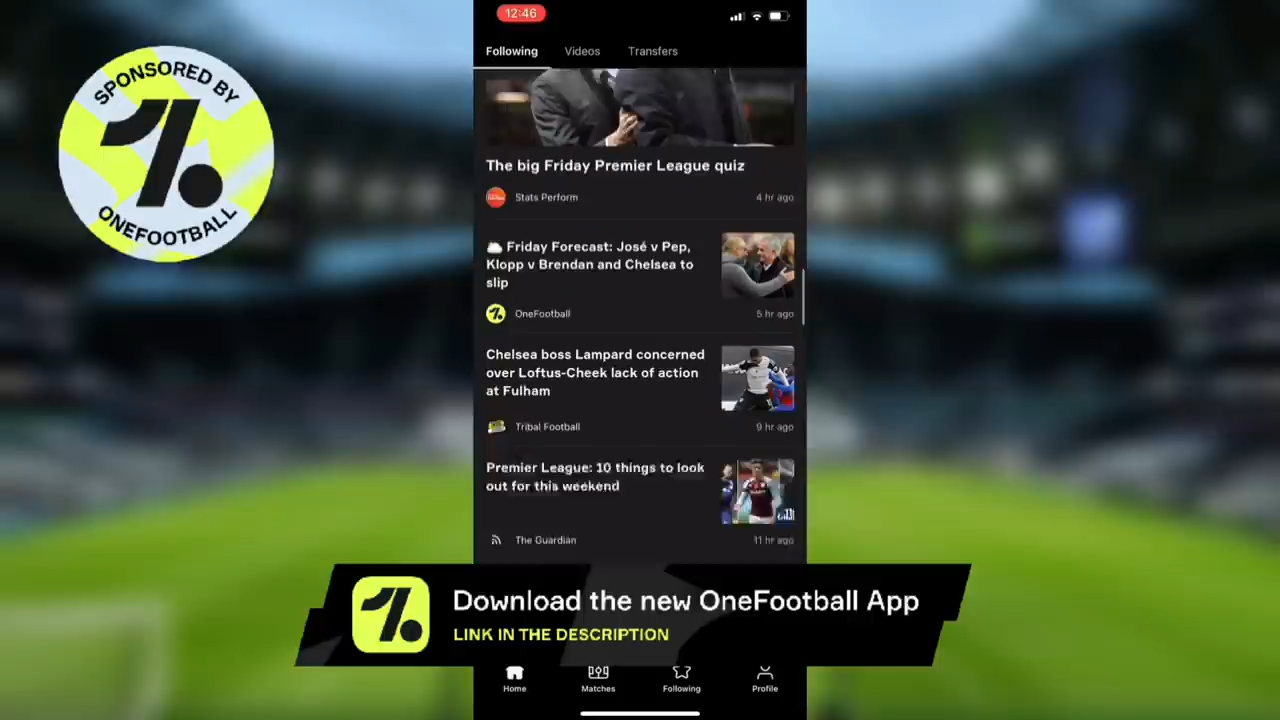 SPONSORED BY
ONEFOOTBALL
12:46
Following
Videos
Transfers
The big Friday Premier League quiz
Stats Perform
4 hr ago
Friday Forecast: José v Pep,
Klopp v Brendan and Chelsea to
slip
OneFootball
5 hr ago
Chelsea boss Lampard concerned
over Loftus-Cheek lack of action
at Fulham
Tribal Football
9 hr ago
Premier League: 10 things to look
out for this weekend
The Guardian
11 hr ago
Download the new OneFootball App
LINK IN THE DESCRIPTION
Home
Matches
Following
Profile